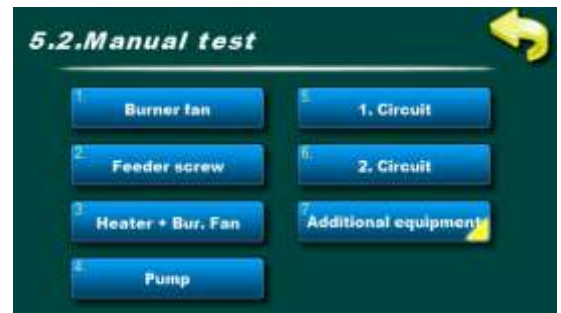 5.2.Manual test
1.
Burner fan
2.
Feeder screw
3.
Heater + Bur. Fan
4.
Pump
5.
1. Circuit
6.
2. Circuit
7.
Additional equipment